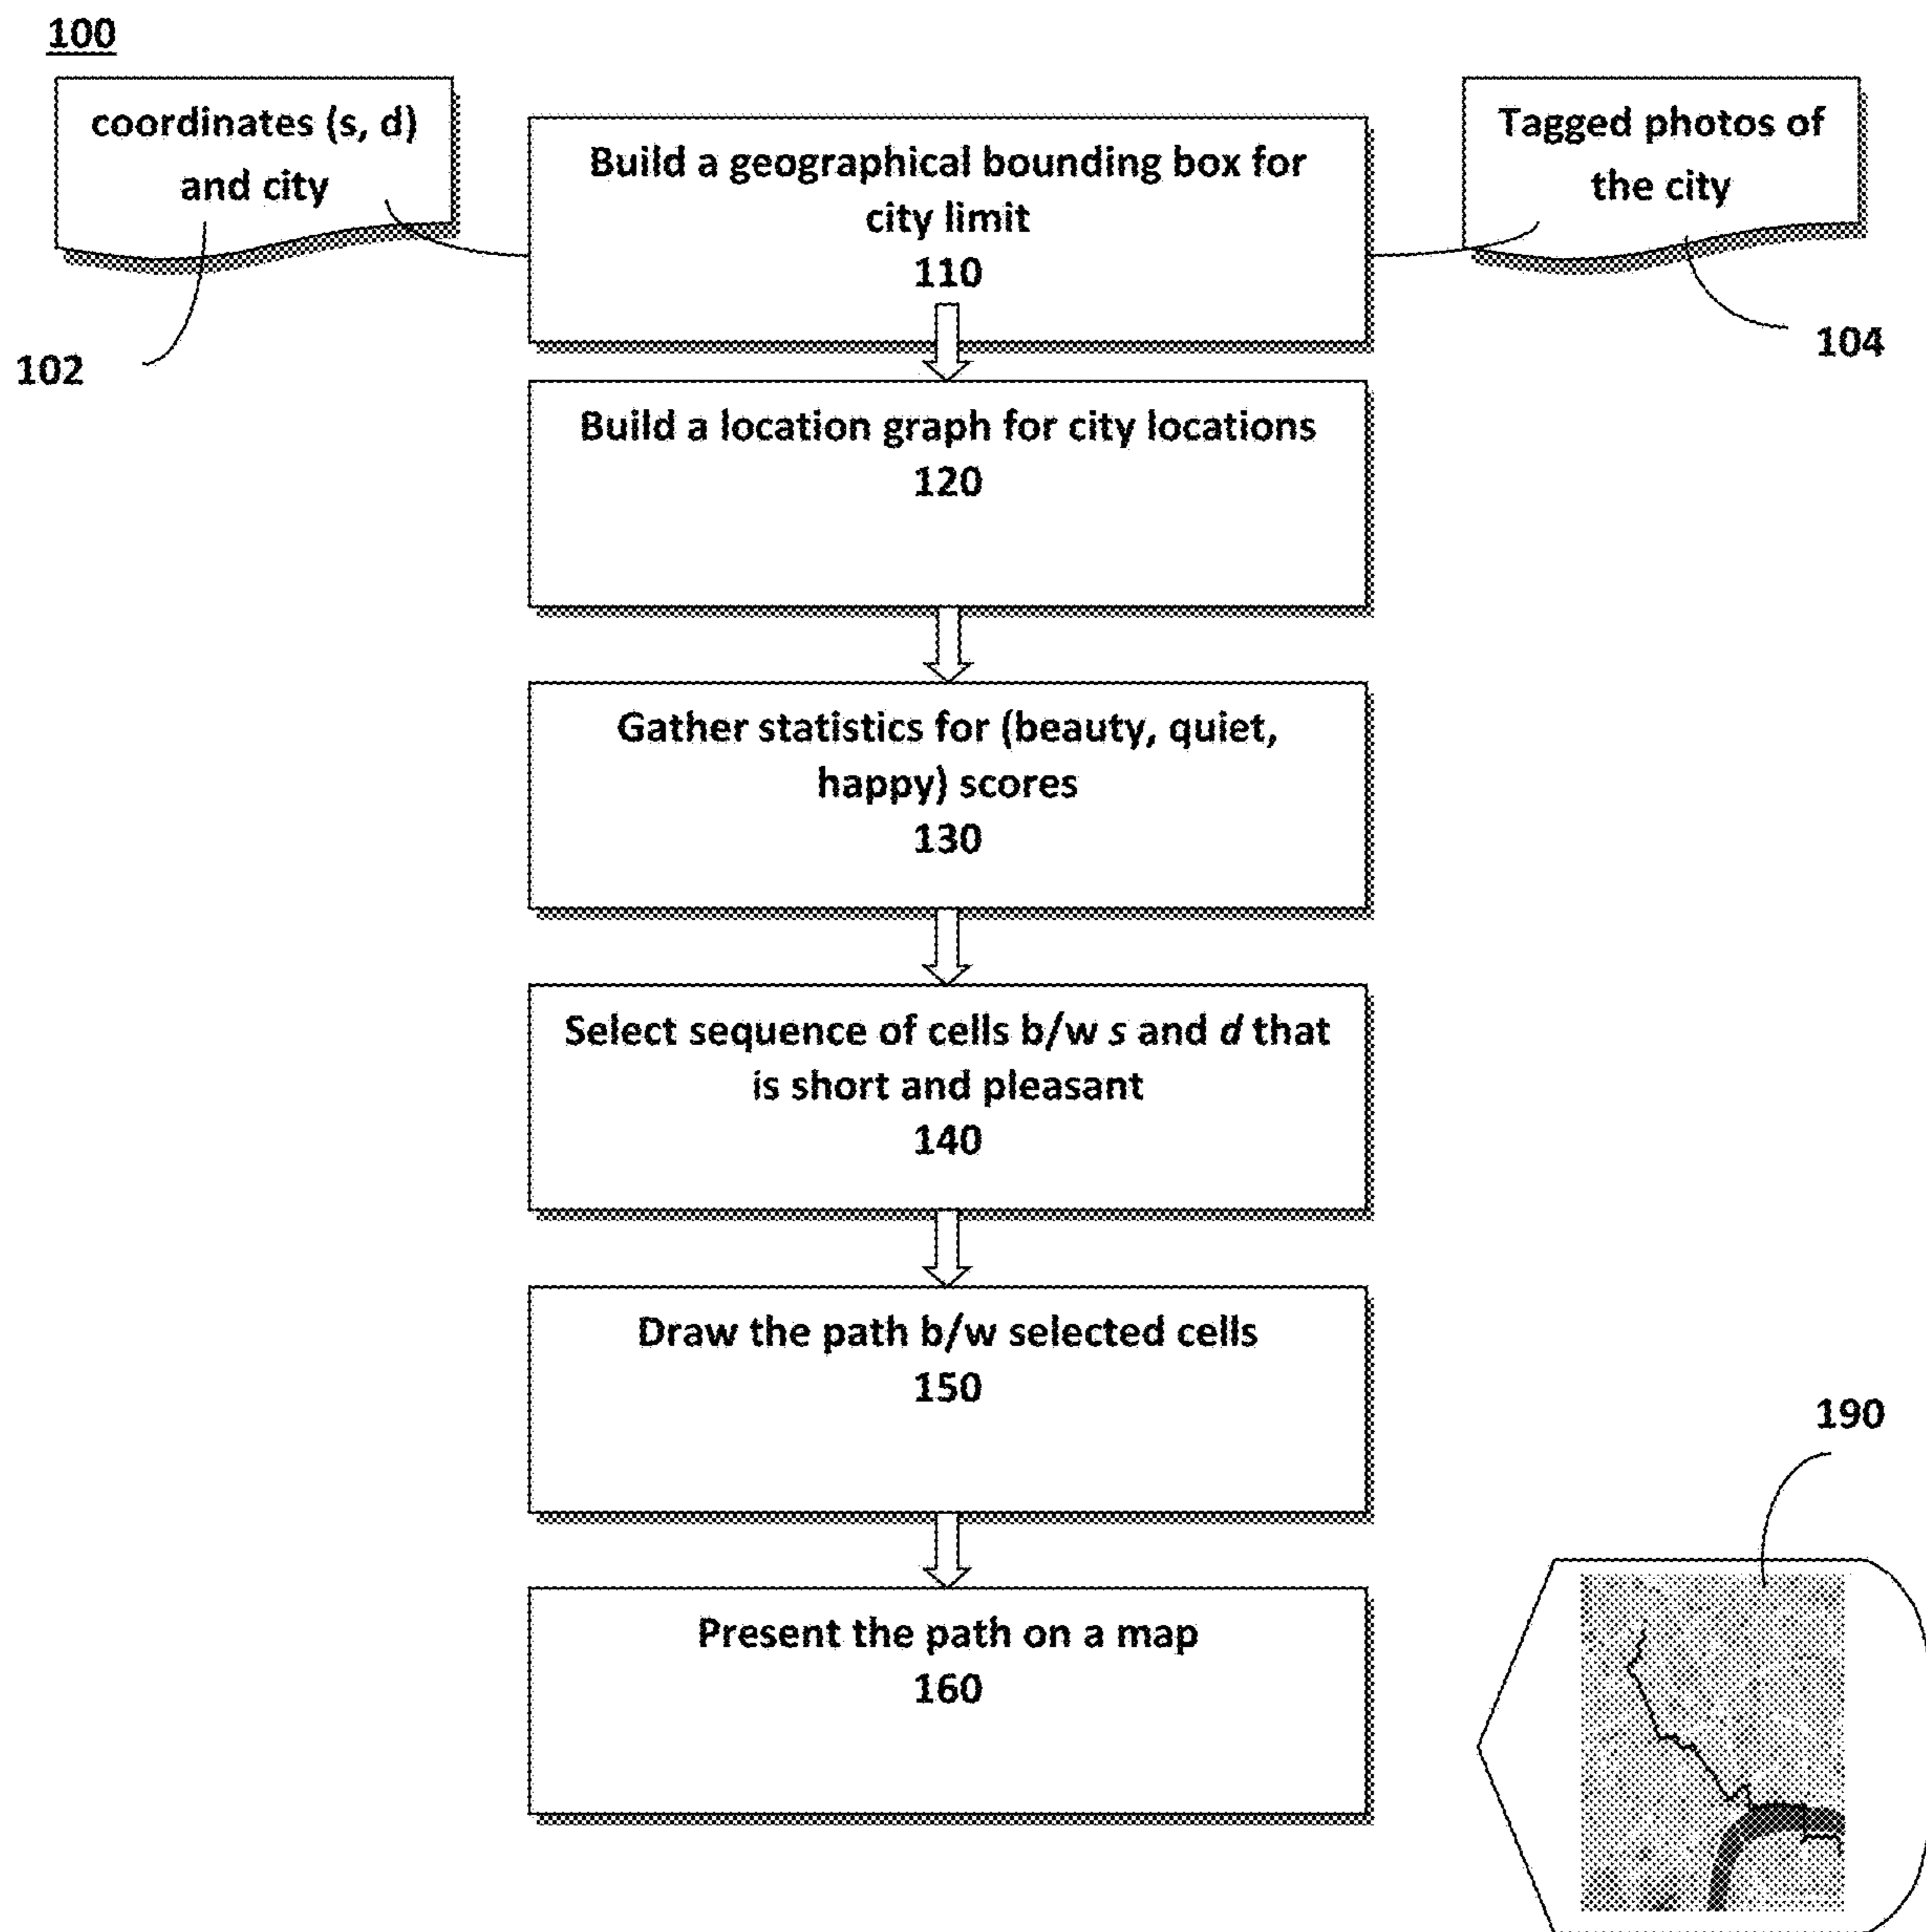 100
coordinates (s, d)
and city
102
Build a geographical bounding box for
city limit
110
Tagged photos of
the city
104
Build a location graph for city locations
120
Gather statistics for (beauty, quiet,
happy) scores
130
Select sequence of cells b/w s and d that
is short and pleasant
140
Draw the path b/w selected cells
150
Present the path on a map
160
190